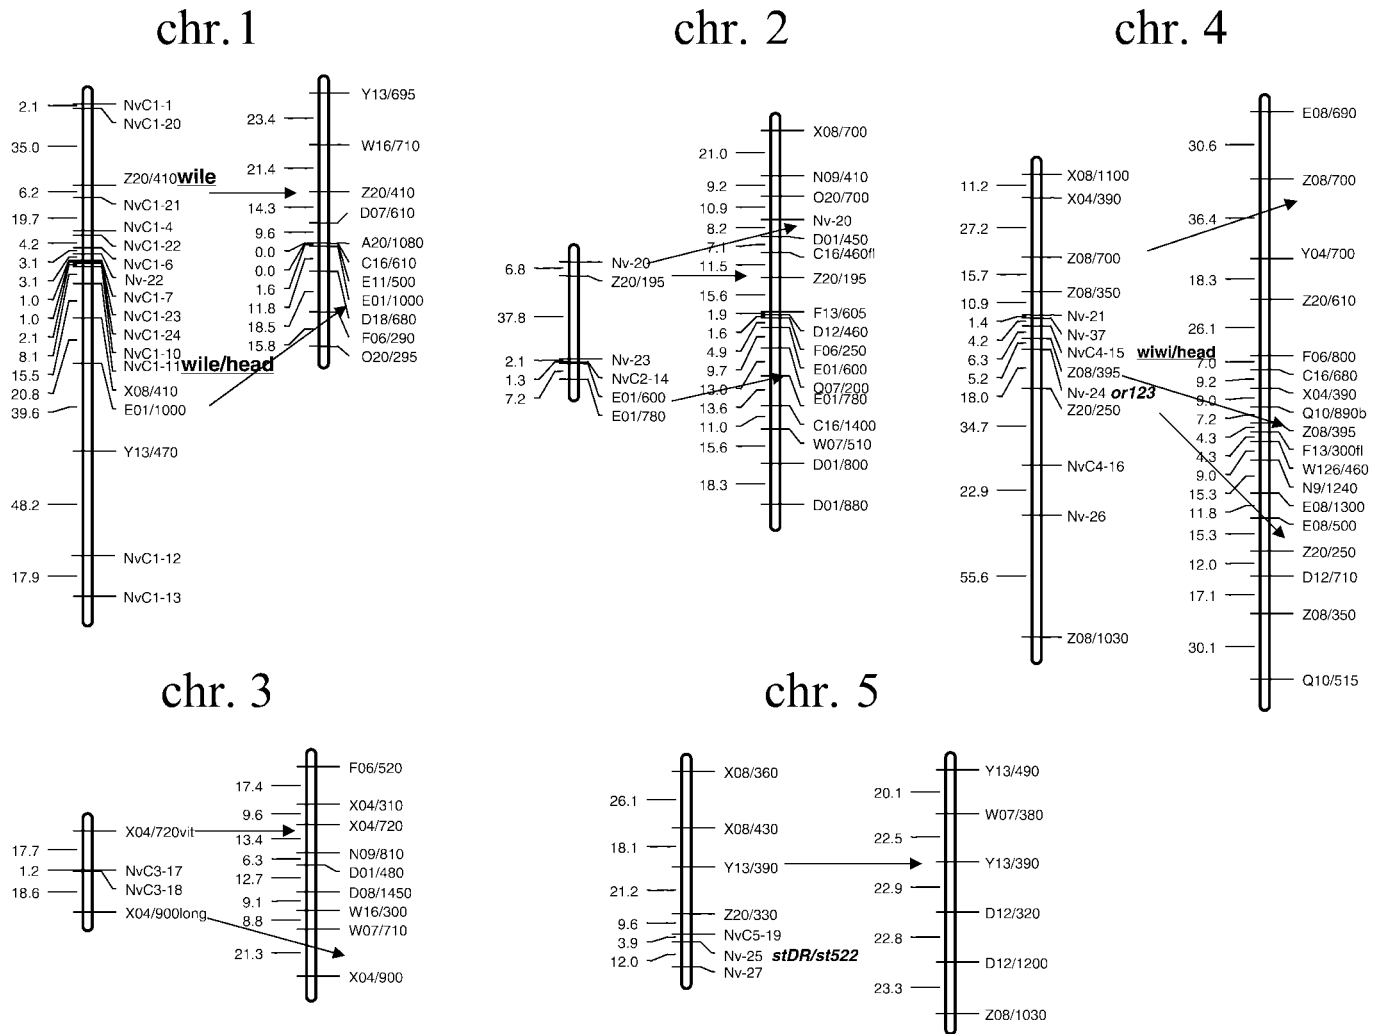 chr. 1
2.1
35.0
6.2
19.7
4.2
3.1
3.1
1.0
1.0
2.1
8.1
15.5
20.8
39.6
48.2
17.9
NvC1-1
NvC1-20
Z20/410 wile
NvC1-21
NvC1-4
NvC1-22
NvC1-6
Nv-22
NvC1-7
NvC1-23
NvC1-24
NvC1-10
NvC1-11 wile/head
X08/410
E01/1000
Y13/470
NvC1-12
NvC1-13
23.4
21.4
14.3
9.6
0.0
0.0
1.6
11.8
18.5
15.8
Y13/695
W16/710
Z20/410
D07/610
A20/1080
C16/610
E11/500
E01/1000
D18/680
F06/290
O20/295
chr. 2
6.8
37.8
2.1
1.3
7.2
Nv-20
Z20/195
Nv-23
NvC2-14
E01/600
E01/780
21.0
9.2
10.9
8.2
7.1
11.5
15.6
1.9
1.6
4.9
9.7
13.0
13.6
11.0
15.6
18.3
X08/700
N09/410
O20/700
Nv-20
D01/450
C16/460fl
Z20/195
F13/605
D12/460
F06/250
E01/600
Q07/200
E01/780
C16/1400
W07/510
D01/800
D01/880
chr. 4
11.2
27.2
15.7
10.9
1.4
4.2
6.3
5.2
18.0
34.7
22.9
55.6
X08/1100
X04/390
Z08/700
Z08/350
Nv-21
Nv-37
NvC4-15 wiwi/head
Z08/395
Nv-24 or123
Z20/250
NvC4-16
Nv-26
Z08/1030
30.6
36.4
18.3
26.1
7.0
9.2
9.0
7.2
4.3
4.3
9.0
15.3
11.8
15.3
12.0
17.1
30.1
E08/690
Z08/700
Y04/700
Z20/610
F06/800
C16/680
X04/390
Q10/890b
Z08/395
F13/300fl
W126/460
N9/1240
E08/1300
E08/500
Z20/250
D12/710
Z08/350
Q10/515
chr. 3
17.7
1.2
18.6
X04/720vit
NvC3-17
NvC3-18
X04/900long
17.4
9.6
13.4
6.3
12.7
9.1
8.8
21.3
F06/520
X04/310
X04/720
N09/810
D01/480
D08/1450
W16/300
W07/710
X04/900
chr. 5
26.1
18.1
21.2
9.6
3.9
12.0
X08/360
X08/430
Y13/390
Z20/330
NvC5-19
Nv-25 stDR/st522
Nv-27
20.1
22.5
22.9
22.8
23.3
Y13/490
W07/380
Y13/390
D12/320
D12/1200
Z08/1030